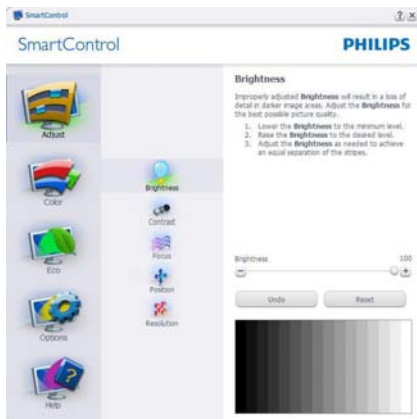 SmartControl
SmartControl
PHILIPS
Adjust
Color
Eco
Options
Help
Brightness
Contrast
Focus
Position
Resolution
Brightness
Improperly adjusted Brightness will result in a loss of
detail in darker image areas. Adjust the Brightness for
the best possible picture quality.
1. Lower the Brightness to the minimum level.
2. Raise the Brightness to the desired level.
3. Adjust the Brightness as needed to achieve
an equal separation of the stripes.
Brightness 100
Undo Reset